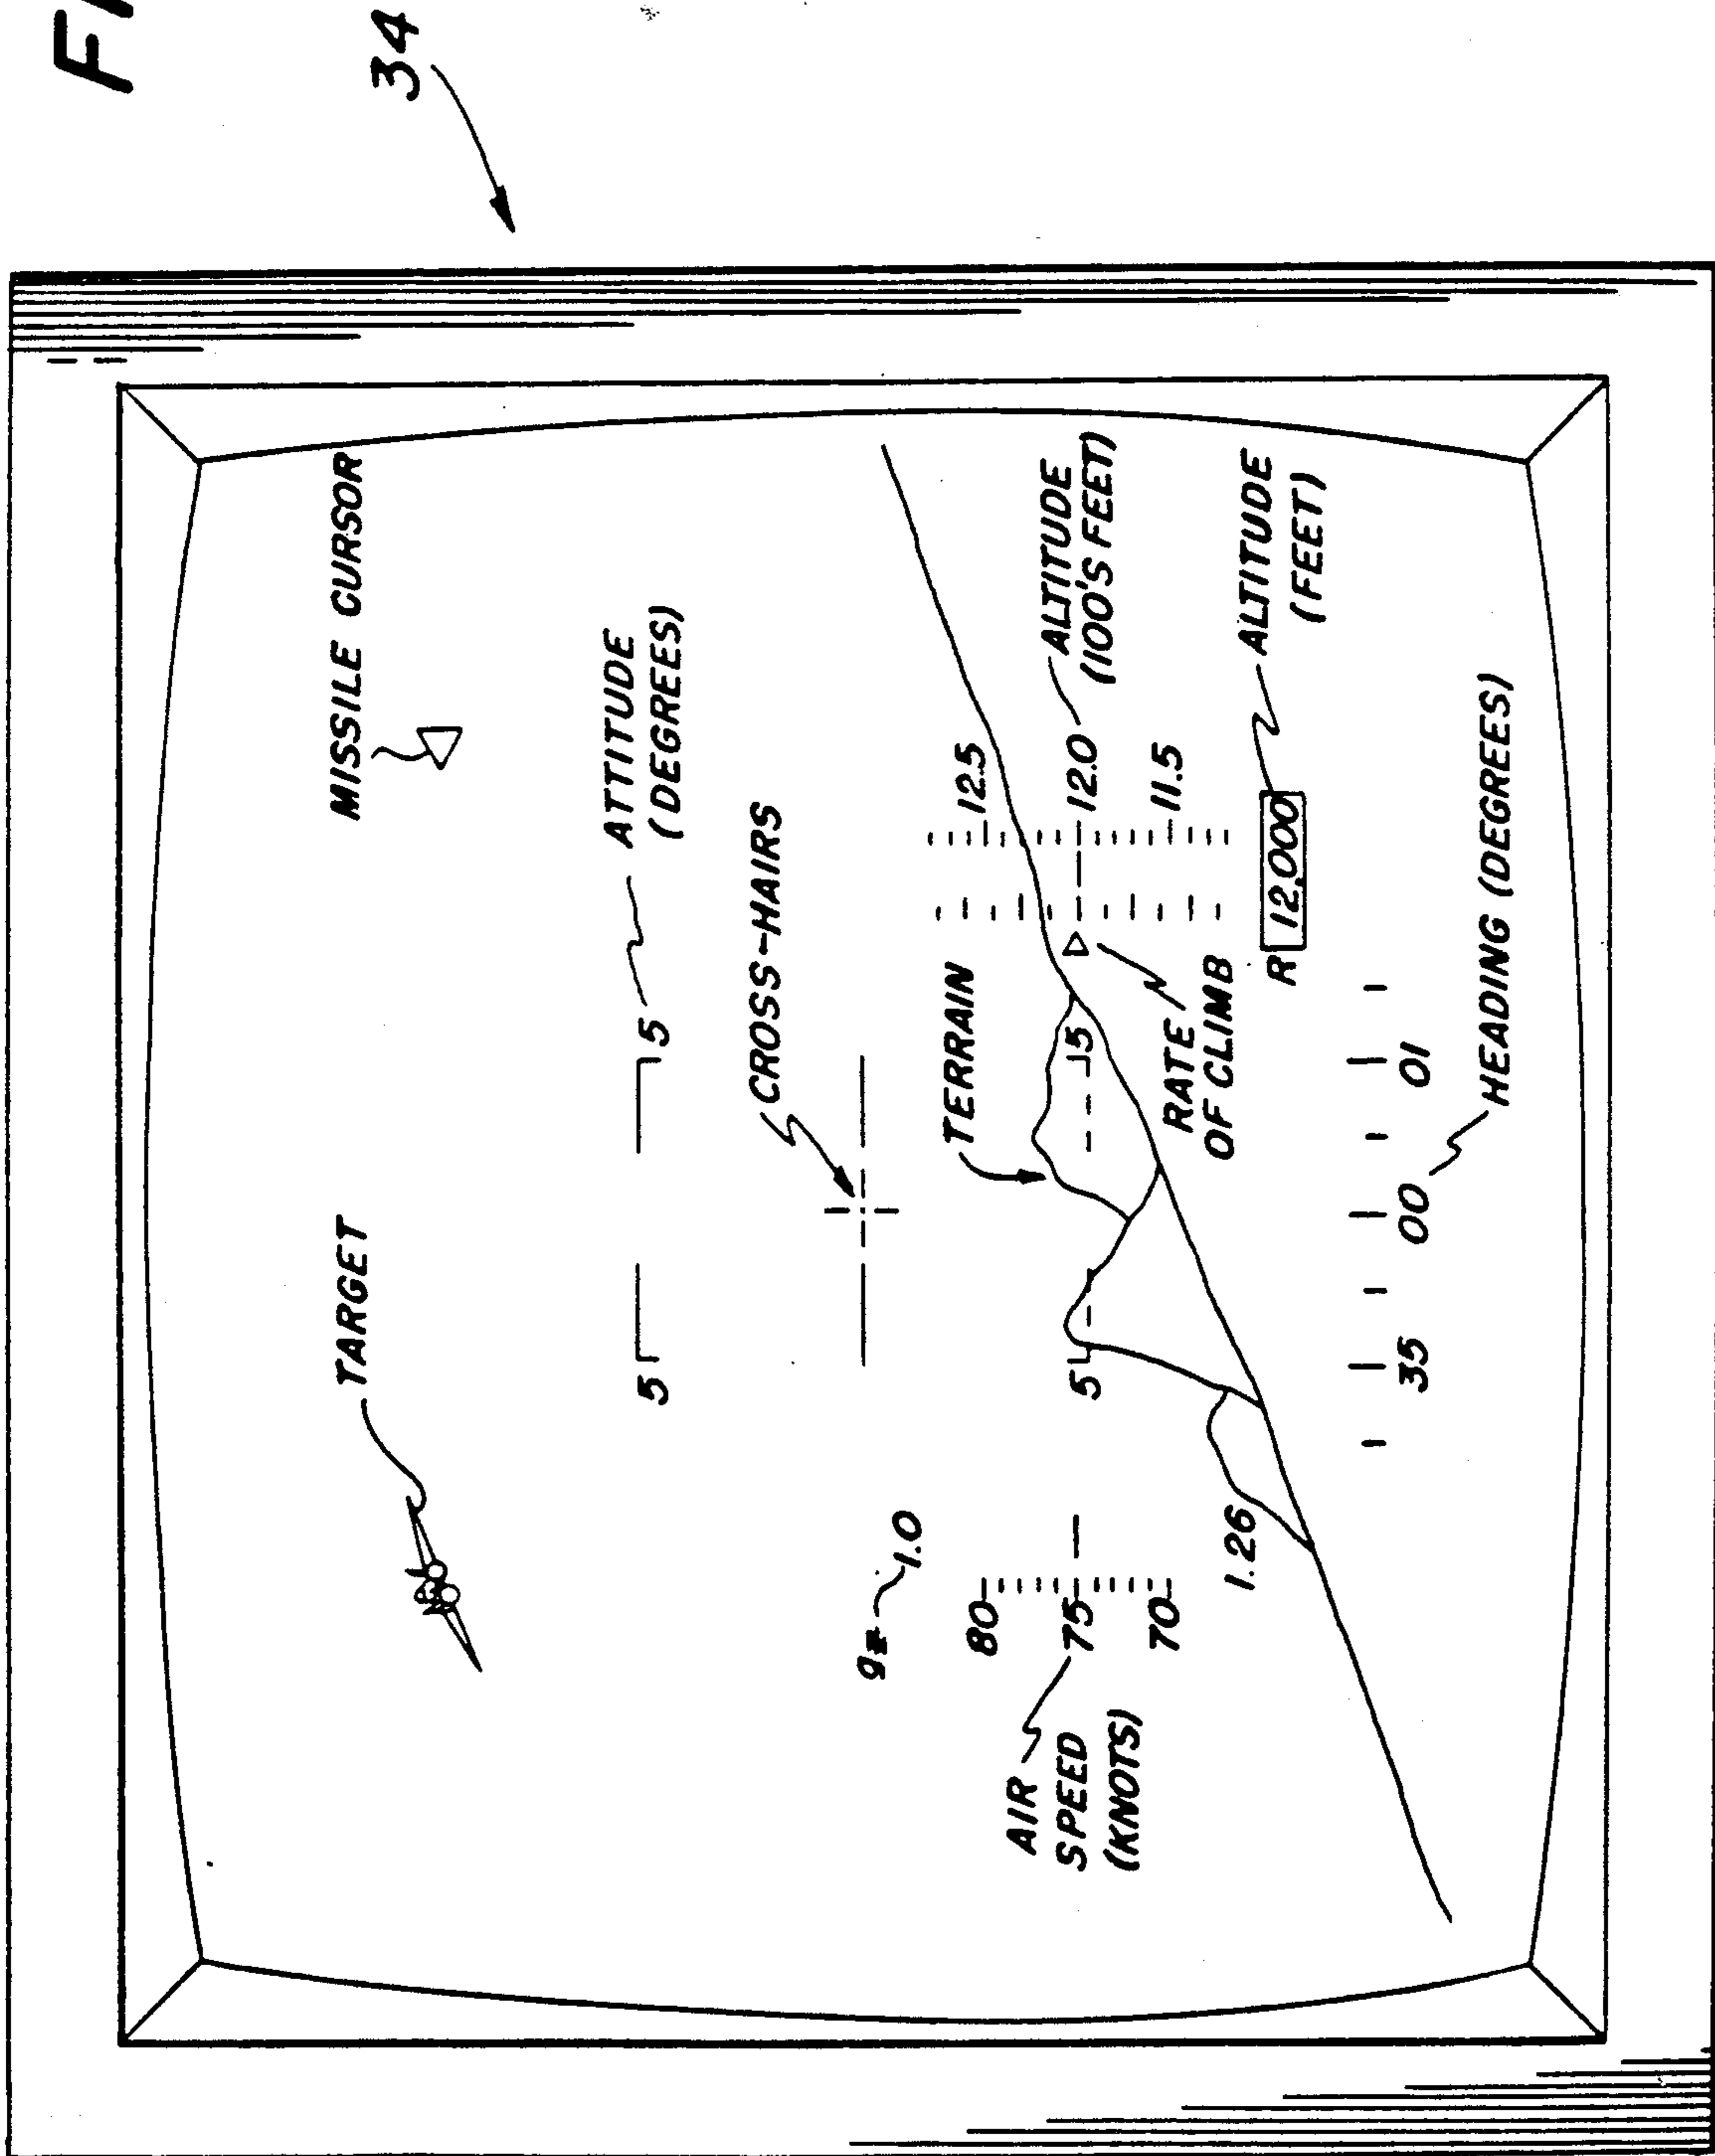 34
MISSILE CURSOR
TARGET
ATTITUDE
(DEGREES)
5
5
CROSS-HAIRS
1.0
TERRAIN
80
75
70
AIR
SPEED
(KNOTS)
12.5
12.0
11.5
ALTITUDE
(100'S FEET)
5
5
RATE
OF CLIMB
1.26
R 12,000
ALTITUDE
(FEET)
35
00
01
HEADING (DEGREES)